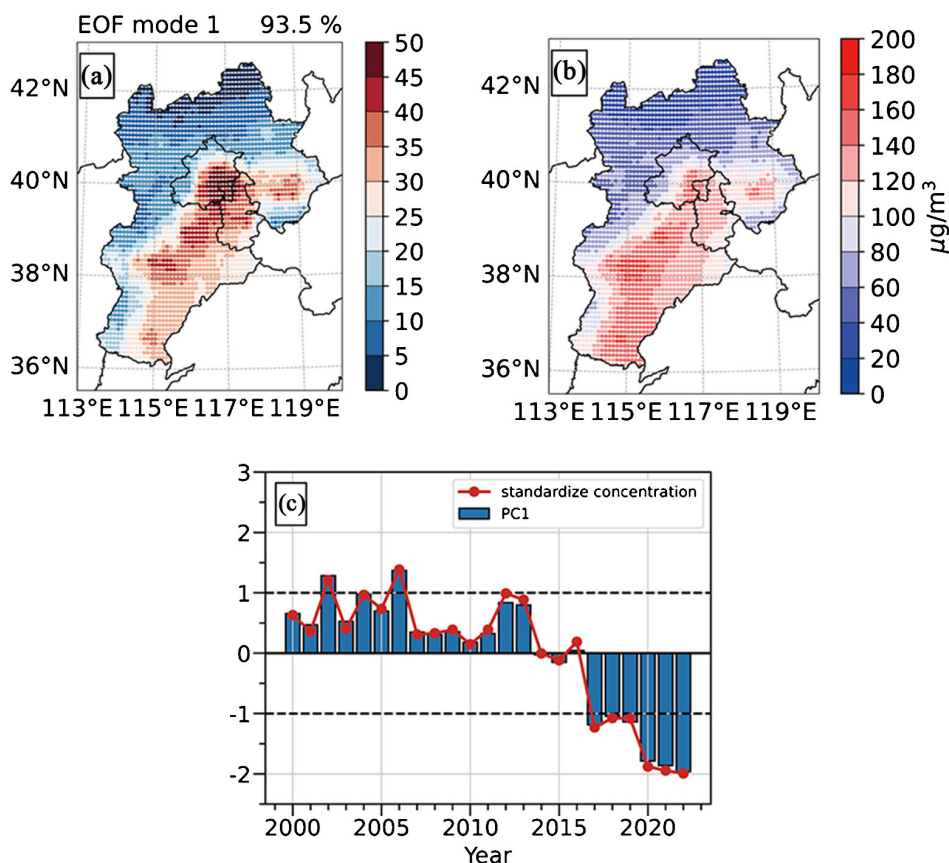 EOF mode 1 93.5 %
(a)
42°N
40°N
38°N
36°N
113°E 115°E 117°E 119°E
50
45
40
35
30
25
20
15
10
5
0
(b)
42°N
40°N
38°N
36°N
113°E 115°E 117°E 119°E
200
180
160
140
120
100
80
60
40
20
0
µg/m³
(c)
standardize concentration
PC1
3
2
1
0
-1
-2
2000 2005 2010 2015 2020
Year